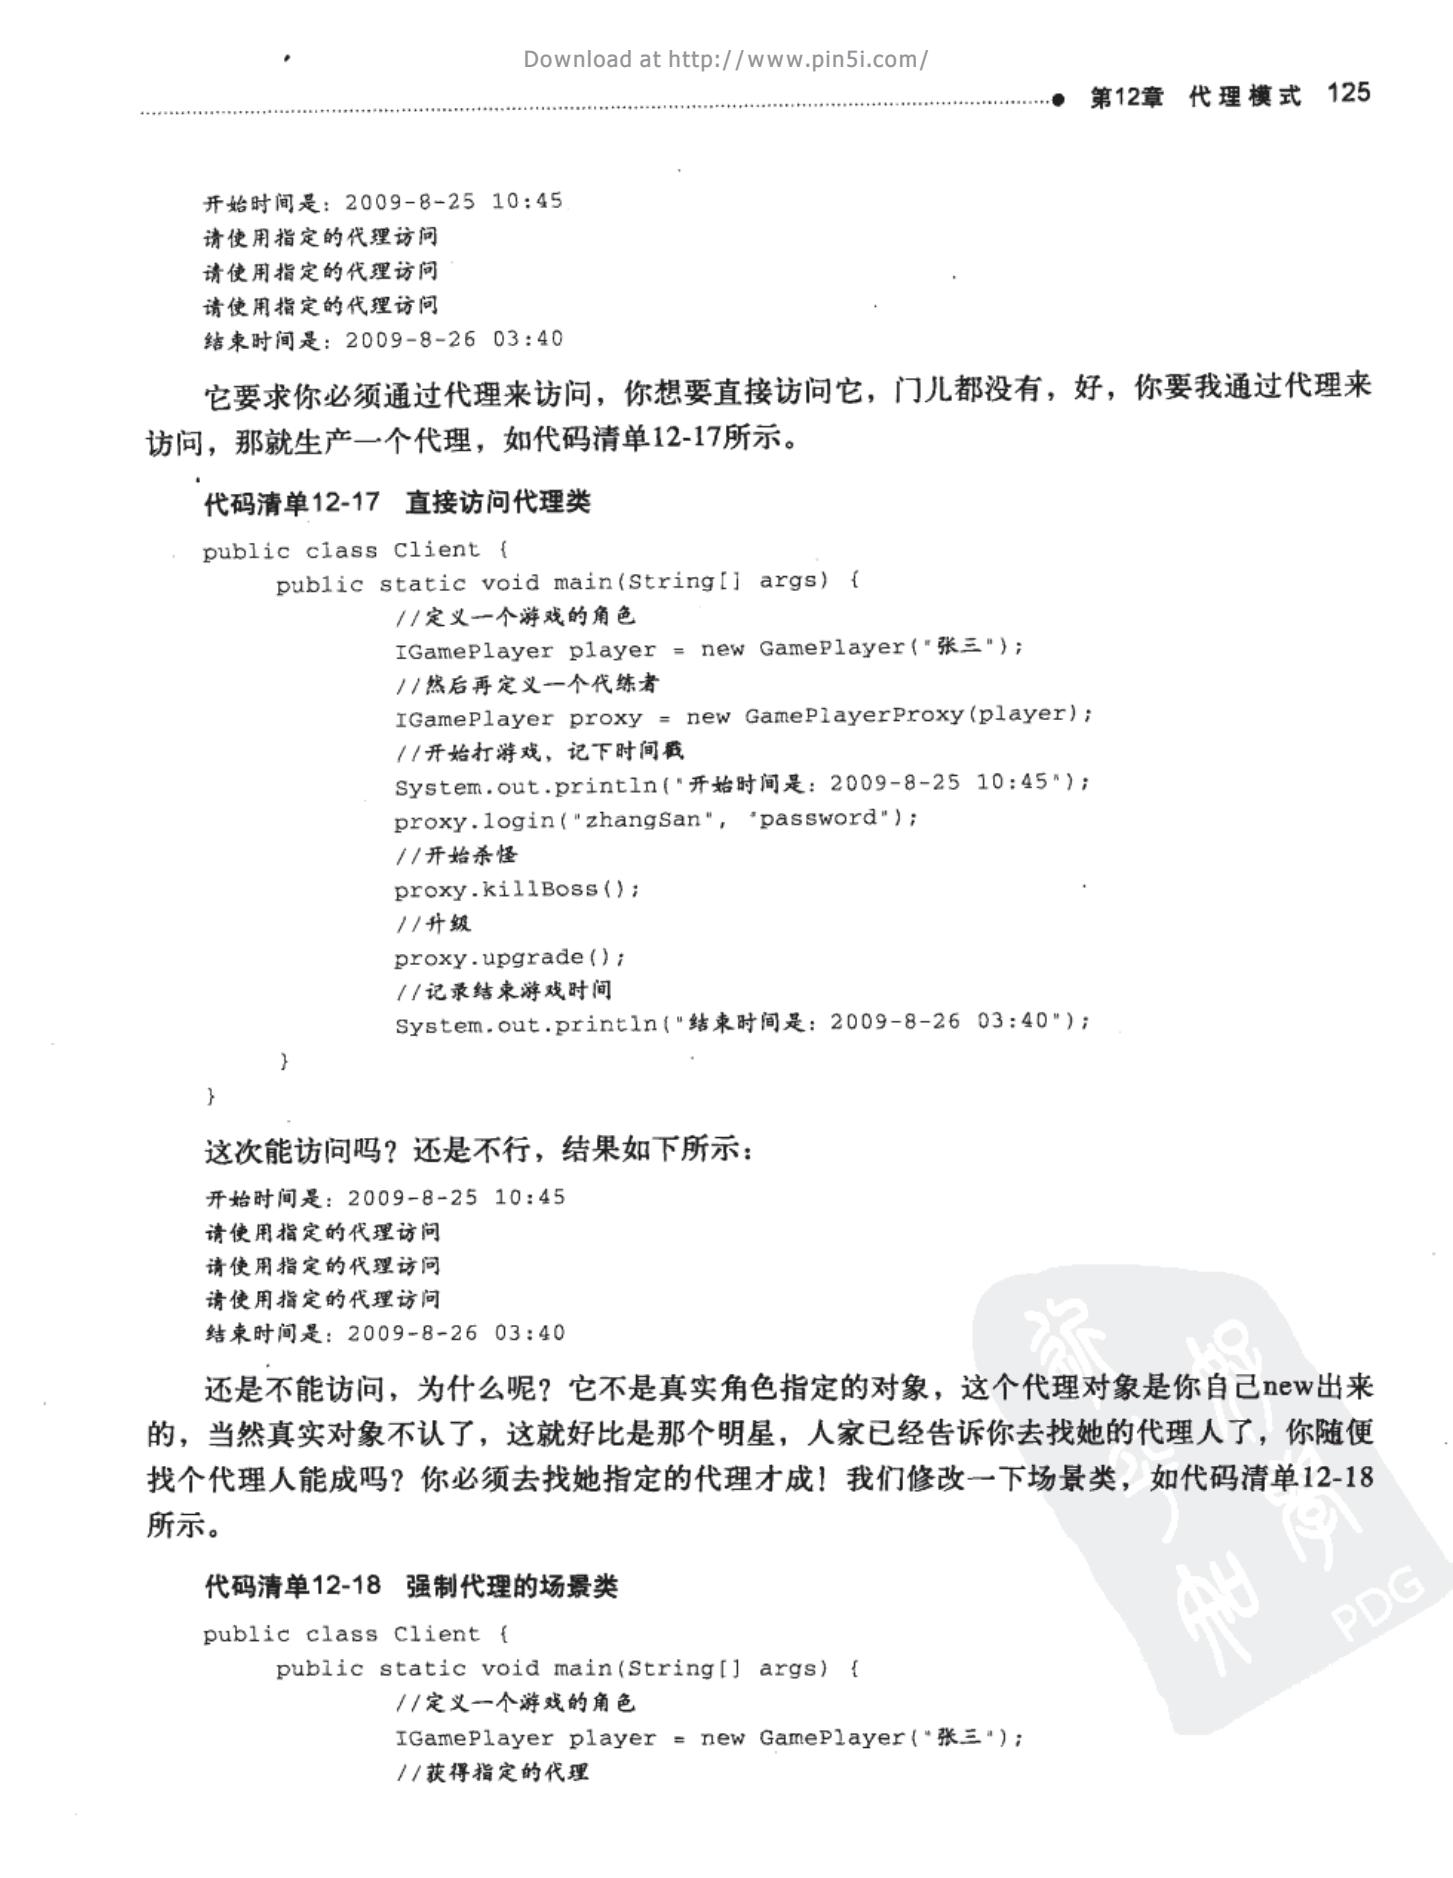 Download at http://www.pin5i.com/
第12章 代理模式 125
开始时间是：2009-8-25 10:45
请使用指定的代理访问
请使用指定的代理访问
请使用指定的代理访问
结束时间是：2009-8-26 03:40
它要求你必须通过代理来访问，你想要直接访问它，门儿都没有，好，你要我通过代理来
访问，那就生产一个代理，如代码清单12-17所示。
代码清单12-17 直接访问代理类
public class Client {
public static void main(String[] args) {
//定义一个游戏的角色
IGamePlayer player = new GamePlayer("张三");
//然后再定义一个代练者
IGamePlayer proxy = new GamePlayerProxy(player);
//开始打游戏，记下时间戳
System.out.println("开始时间是：2009-8-25 10:45");
proxy.login("zhangSan", "password");
//开始杀怪
proxy.killBoss();
//升级
proxy.upgrade();
//记录结束游戏时间
System.out.println("结束时间是：2009-8-26 03:40");
}
}
这次能访问吗？还是不行，结果如下所示：
开始时间是：2009-8-25 10:45
请使用指定的代理访问
请使用指定的代理访问
请使用指定的代理访问
结束时间是：2009-8-26 03:40
还是不能访问，为什么呢？它不是真实角色指定的对象，这个代理对象是你自己new出来
的，当然真实对象不认了，这就好比是那个明星，人家已经告诉你去找她的代理人了，你随便
找个代理人能成吗？你必须去找她指定的代理才成！我们修改一下场景类，如代码清单12-18
所示。
代码清单12-18 强制代理的场景类
public class Client {
public static void main(String[] args) {
//定义一个游戏的角色
IGamePlayer player = new GamePlayer("张三");
//获得指定的代理
PDG